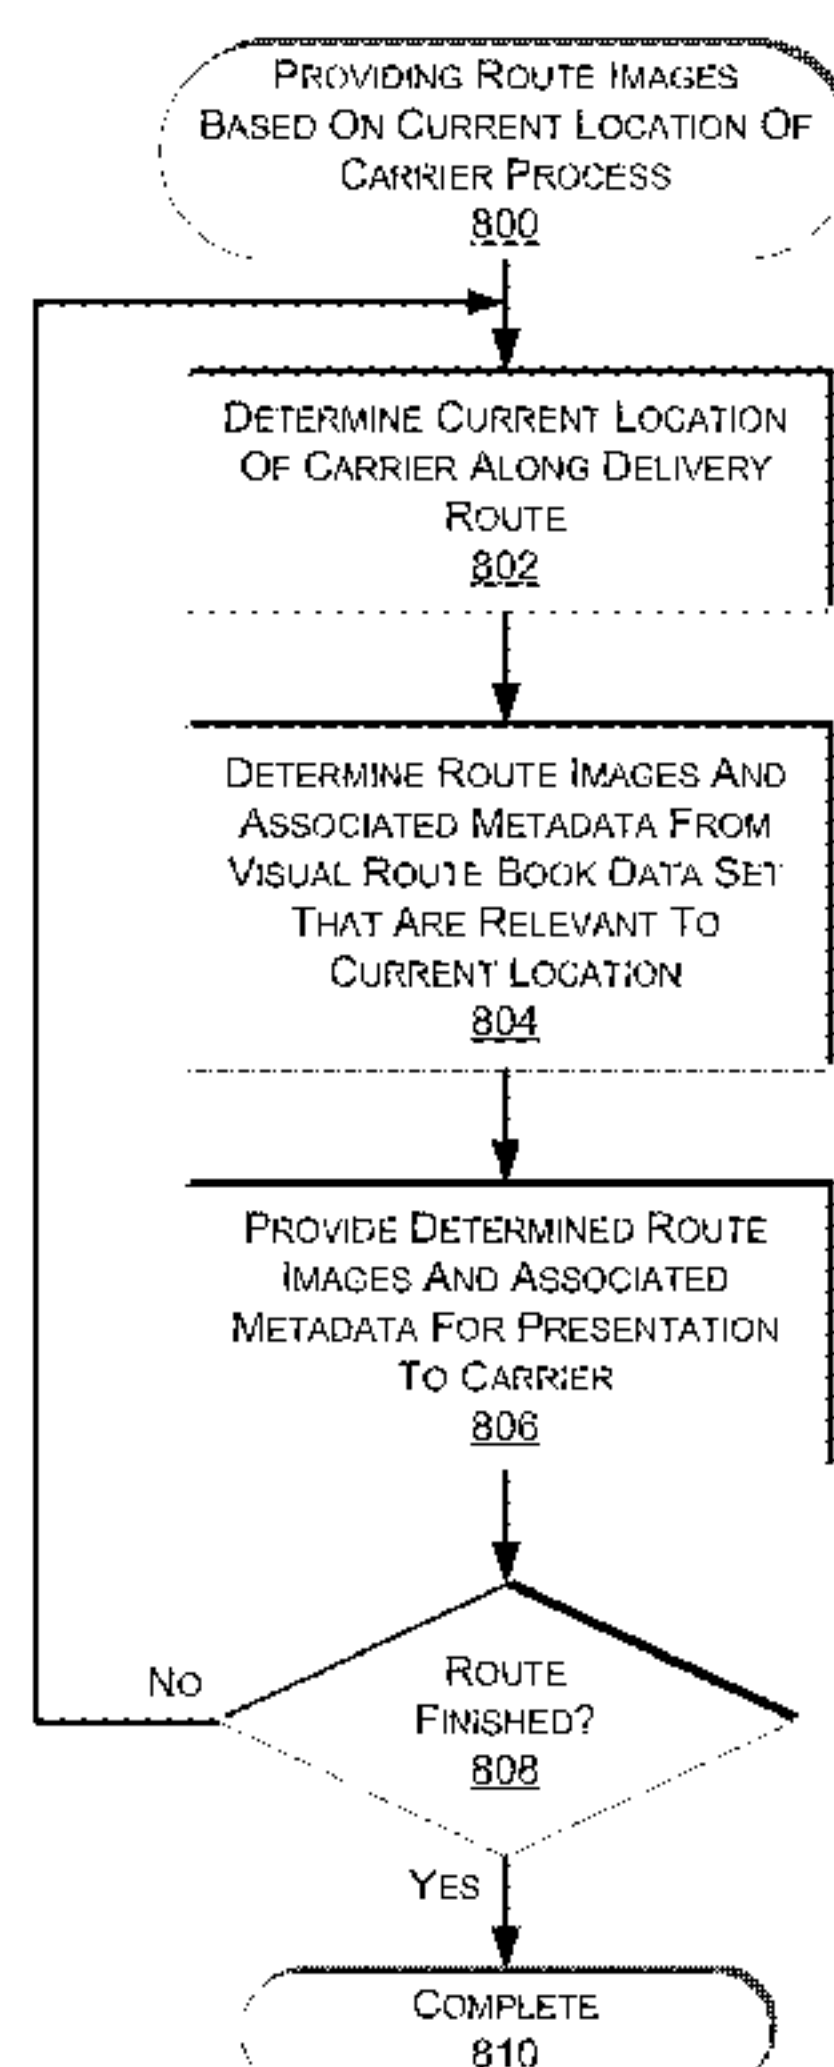 PROVIDING ROUTE IMAGES
BASED ON CURRENT LOCATION OF
CARRIER PROCESS
800
DETERMINE CURRENT LOCATION
OF CARRIER ALONG DELIVERY
ROUTE
802
DETERMINE ROUTE IMAGES AND
ASSOCIATED METADATA FROM
VISUAL ROUTE BOOK DATA SET
THAT ARE RELEVANT TO
CURRENT LOCATION
804
PROVIDE DETERMINED ROUTE
IMAGES AND ASSOCIATED
METADATA FOR PRESENTATION
TO CARRIER
806
NO
ROUTE
FINISHED?
808
YES
COMPLETE
810